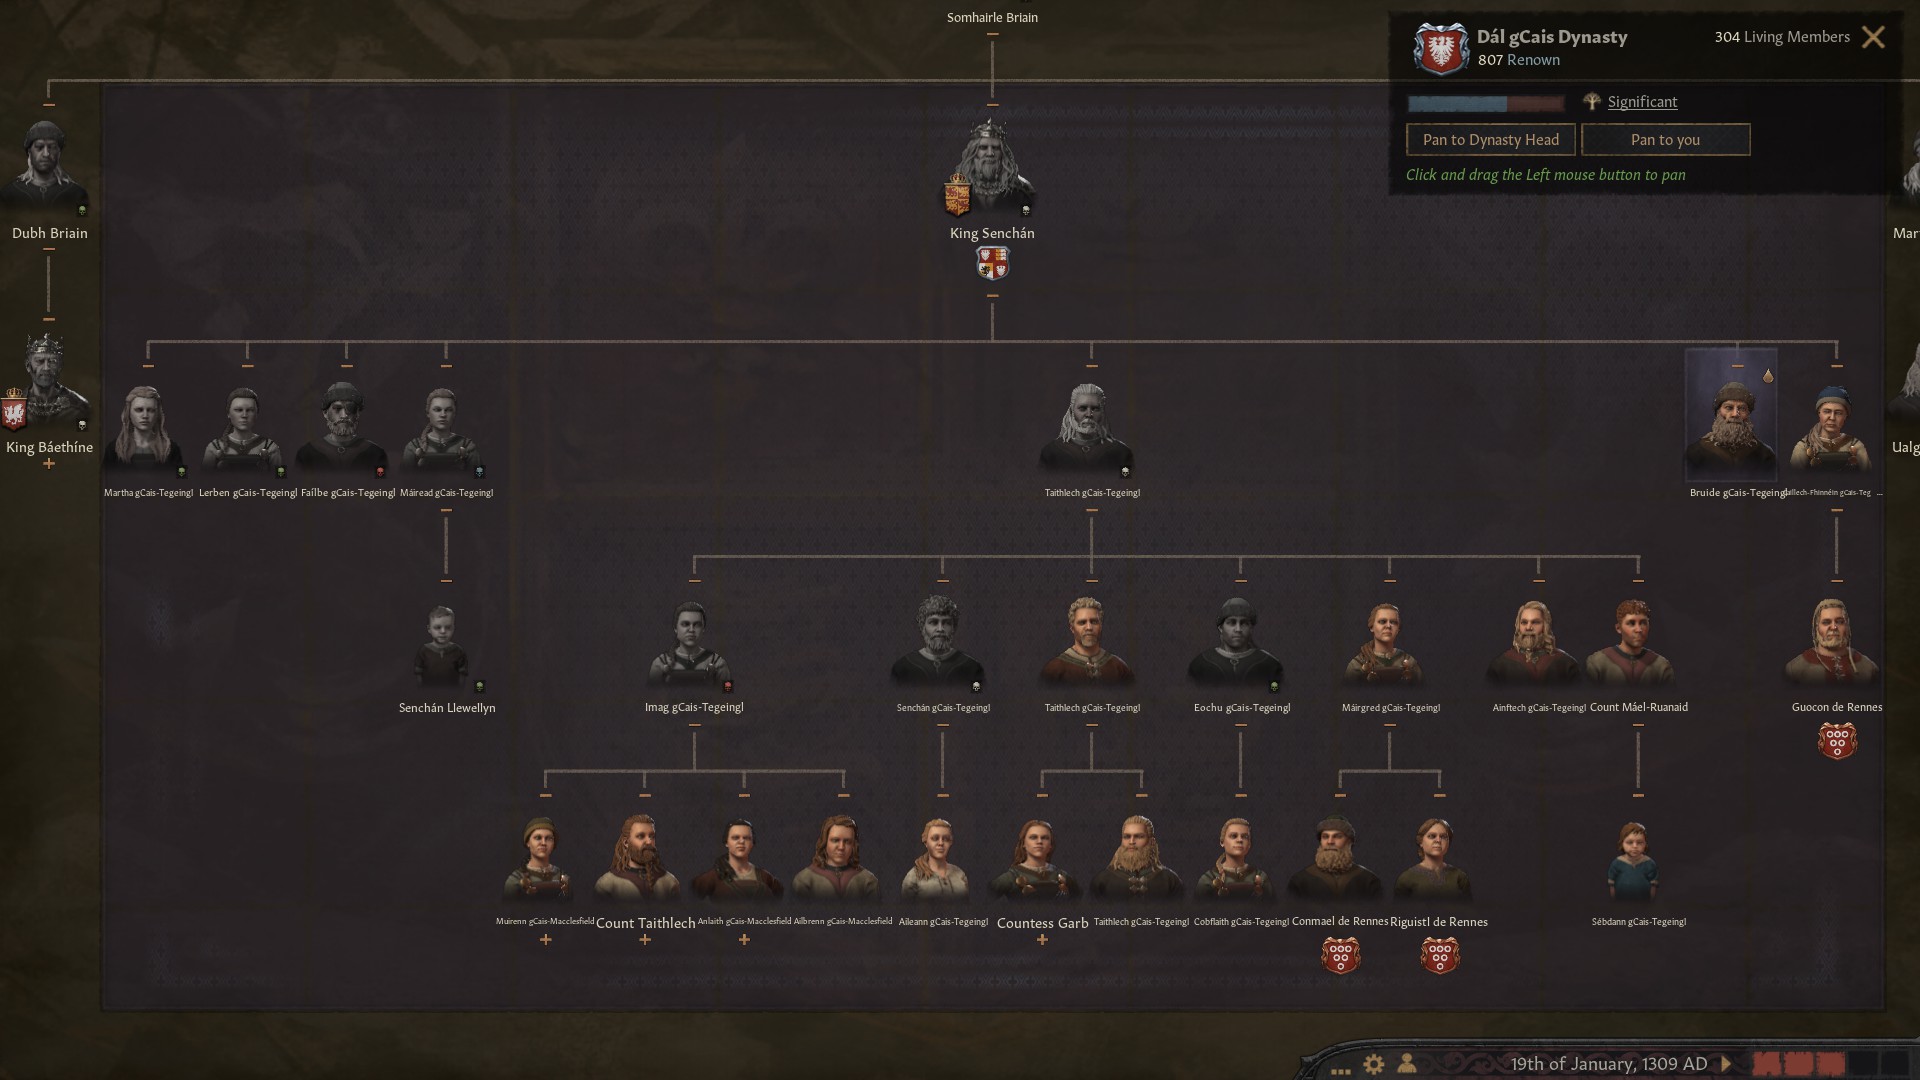 Somhairle Briain
Dál gCais Dynasty
304 Living Members
807 Renown
Significant
Pan to Dynasty Head
Pan to you
Click and drag the Left mouse button to pan
Dubh Briain
King Senchán
Mar
King Báethíne
Ualg
Martha gCais-Tegeingl
Lerben gCais-Tegeingl
Faílbe gCais-Tegeingl
Máiread gCais-Tegeingl
Taithlech gCais-Tegeingl
Bruide gCais-Tegeingl
illech-Fhinnéin gCais-Teg ...
Senchán Llewellyn
Imag gCais-Tegeingl
Senchán gCais-Tegeingl
Taithlech gCais-Tegeingl
Eochu gCais-Tegeingl
Máirgred gCais-Tegeingl
Ainftech gCais-Tegeingl
Count Máel-Ruanaid
Guocon de Rennes
Muirenn gCais-Macclesfield
Count Taithlech
Anlaith gCais-Macclesfield
Ailbrenn gCais-Macclesfield
Aileann gCais-Tegeingl
Countess Garb
Taithlech gCais-Tegeingl
Cobflaith gCais-Tegeingl
Conmael de Rennes
Riguistl de Rennes
Sébdann gCais-Tegeingl
19th of January, 1309 AD